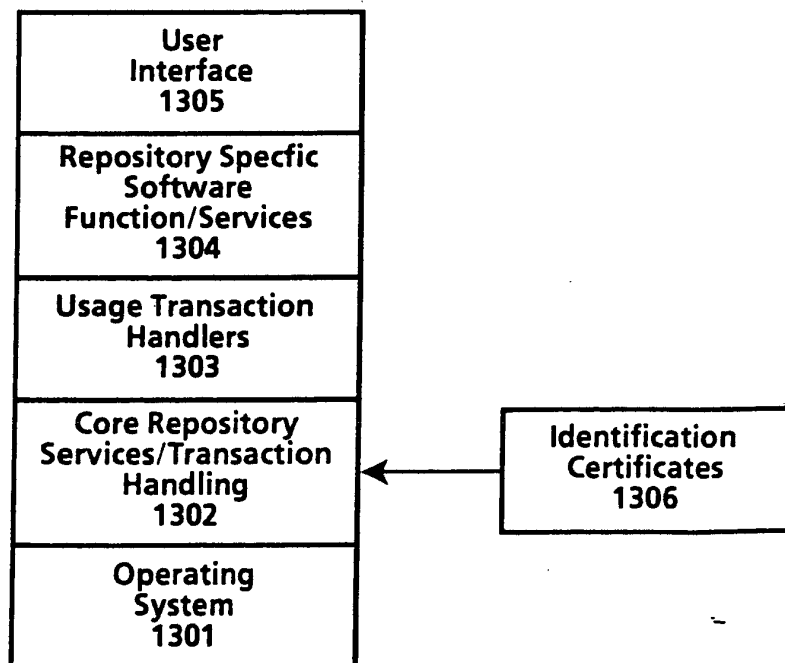 User
Interface
1305
Repository Specfic
Software
Function/Services
1304
Usage Transaction
Handlers
1303
Core Repository
Services/Transaction
Handling
1302
Identification
Certificates
1306
Operating
System
1301